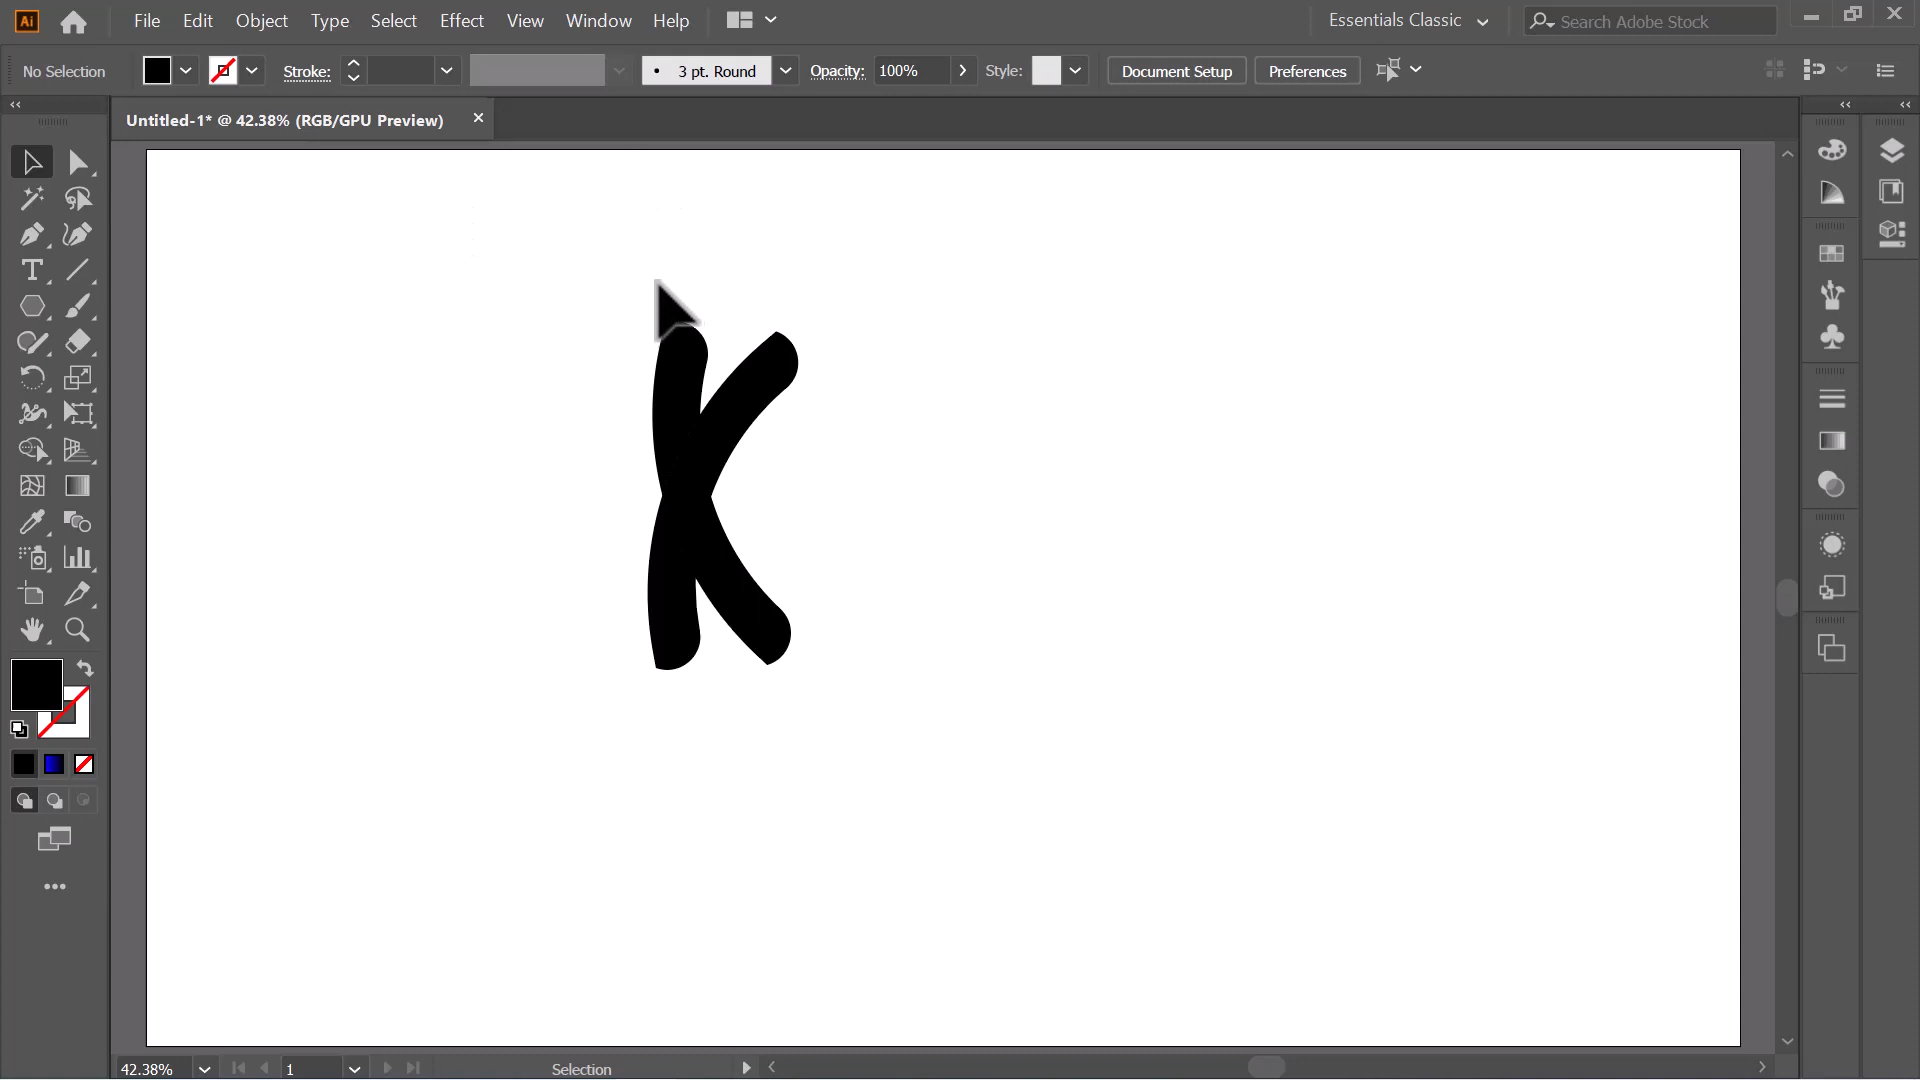 Ai File Edit Object Type Select Effect View Window Help Essentials Classic Search Adobe Stock
No Selection Stroke: 3 pt. Round Opacity: 100% Style: Document Setup Preferences
Untitled-1* @ 42.38% (RGB/GPU Preview)
K
42.38% 1 Selection